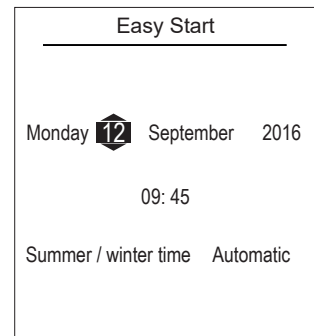 Easy Start
Monday 12 September 2016
09: 45
Summer / winter time Automatic